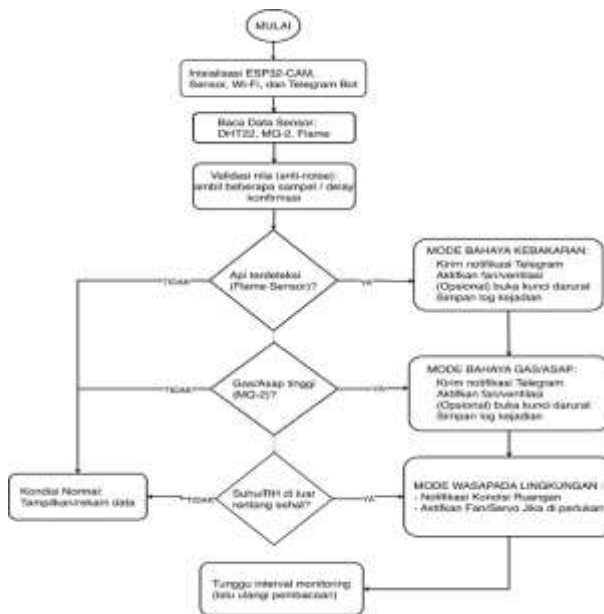 MULAI
Inisialisasi ESP32-CAM,
Sensor, Wi-Fi, dan Telegram Bot
Baca Data Sensor:
DHT22, MQ-2, Flame
Validasi nilai (anti-noise):
ambil beberapa sampel / delay
konfirmasi
Api terdeteksi
(Flame Sensor)?
TIDAK
YA
MODE BAHAYA KEBAKARAN:
Kirim notifikasi Telegram
Aktifkan fan/ventilasi
(Opsional) buka kunci darurat
Simpan log kejadian
Gas/Asap tinggi
(MQ-2)?
TIDAK
YA
MODE BAHAYA GAS/ASAP:
Kirim notifikasi Telegram
Aktifkan fan/ventilasi
(Opsional) buka kunci darurat
Simpan log kejadian
Suhu/RH di luar
rentang sehat?
TIDAK
YA
Kondisi Normal:
Tampilkan/rekam data
MODE WASAPADA LINGKUNGAN :
- Notifikasi Kondisi Ruangan
- Aktifkan Fan/Servo Jika di perlukan
Tunggu interval monitoring
(lalu ulangi pembacaan)